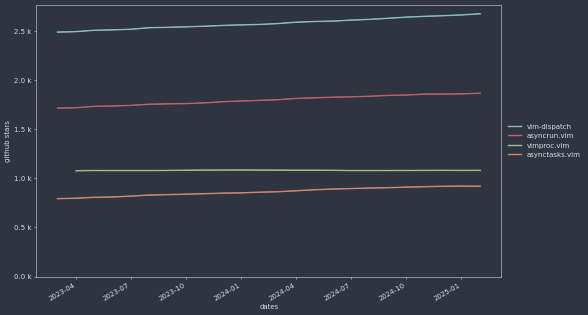 github stars
2.5 k
2.0 k
1.5 k
1.0 k
0.5 k
0.0 k
2023-04
2023-07
2023-10
2024-01
2024-04
2024-07
2024-10
2025-01
dates
vim-dispatch
asyncrun.vim
vimproc.vim
asynctasks.vim